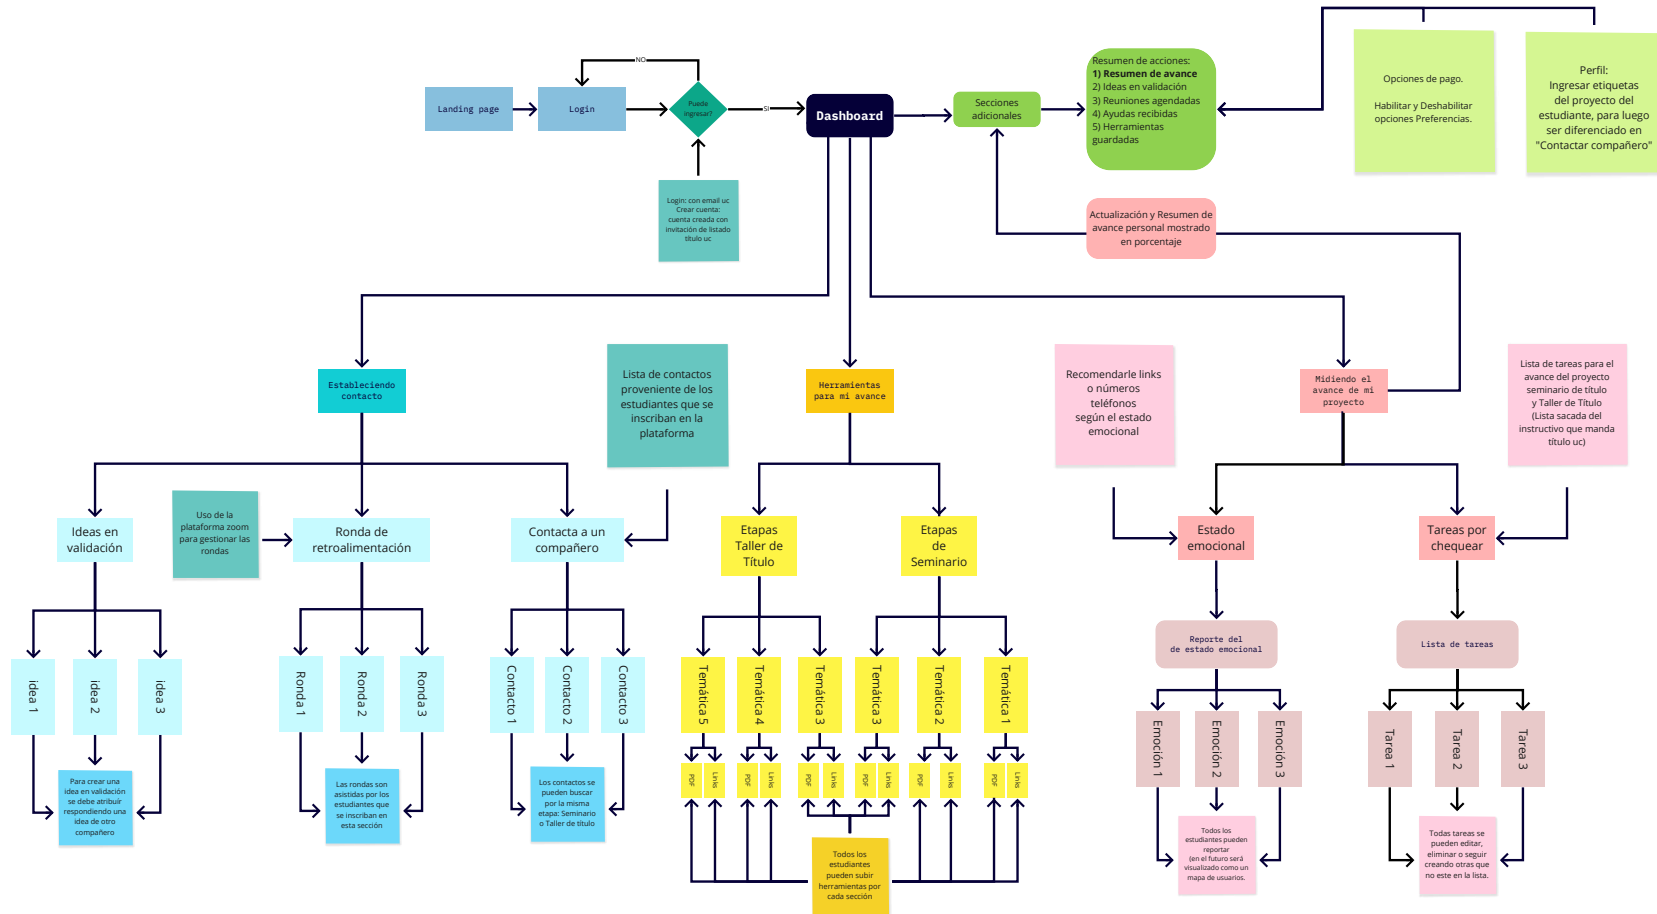 Landing page
Login
NO
Puede
ingresar?
SI
Dashboard
Secciones
adicionales
Resumen de acciones:
1) Resumen de avance
2) Ideas en validación
3) Reuniones agendadas
4) Ayudas recibidas
5) Herramientas
guardadas
Opciones de pago.
Habilitar y Deshabilitar
opciones Preferencias.
Perfil:
Ingresar etiquetas
del proyecto del
estudiante, para luego
ser diferenciado en
"Contactar compañero"
Login: con email uc
Crear cuenta:
cuenta creada con
invitación de listado
título uc
Actualización y Resumen de
avance personal mostrado
en porcentaje
Estableciendo
contacto
Lista de contactos
proveniente de los
estudiantes que se
inscriban en la
plataforma
Herramientas
para mi avance
Recomendarle links
o números
teléfonos
según el estado
emocional
Midiendo el
avance de mi
proyecto
Lista de tareas para el
avance del proyecto
seminario de título
y Taller de Título
(Lista sacada del
instructivo que manda
título uc)
Ideas en
validación
Uso de la
plataforma zoom
para gestionar las
rondas
Ronda de
retroalimentación
Contacta a un
compañero
Etapas
Taller de
Título
Etapas
de
Seminario
Estado
emocional
Tareas por
chequear
Reporte del
de estado emocional
Lista de tareas
idea 1
idea 2
idea 3
Ronda 1
Ronda 2
Ronda 3
Contacto 1
Contacto 2
Contacto 3
Temática 5
Temática 4
Temática 3
Temática 3
Temática 2
Temática 1
Emoción 1
Emoción 2
Emoción 3
Tarea 1
Tarea 2
Tarea 3
PDF
Links
PDF
Links
PDF
Links
PDF
Links
PDF
Links
PDF
Links
Para crear una
idea en validación
se debe atribuír
respondiendo una
idea de otro
compañero
Las rondas son
asistidas por los
estudiantes que
se inscriban en
esta sección
Los contactos se
pueden buscar
por la misma
etapa: Seminario
o Taller de título
Todos los
estudiantes
pueden subir
herramientas por
cada sección
Todos los
estudiantes pueden
reportar
(en el futuro será
visualizado como un
mapa de usuarios.
Todas tareas se
pueden editar,
eliminar o seguir
creando otras que
no este en la lista.